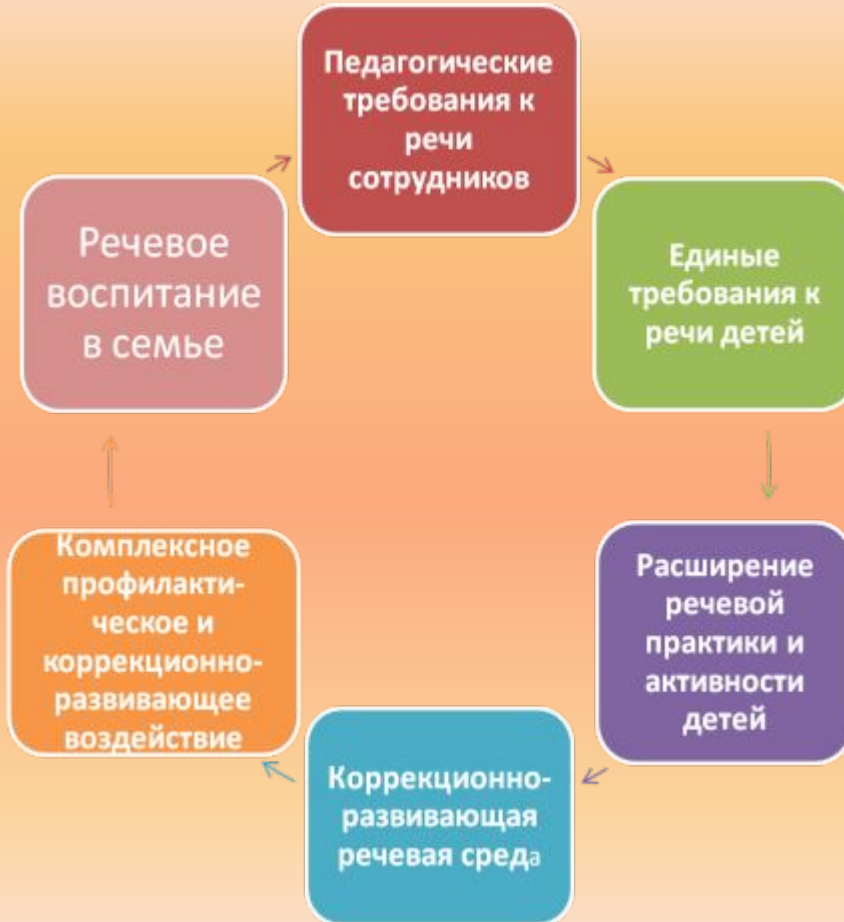 Педагогические
требования к
речи
сотрудников
Единые
требования к
речи детей
Расширение
речевой
практики и
активности
детей
Коррекционно-
развивающая
речевая среда
Комплексное
профилакти-
ческое и
коррекционно-
развивающее
воздействие
Речевое
воспитание
в семье